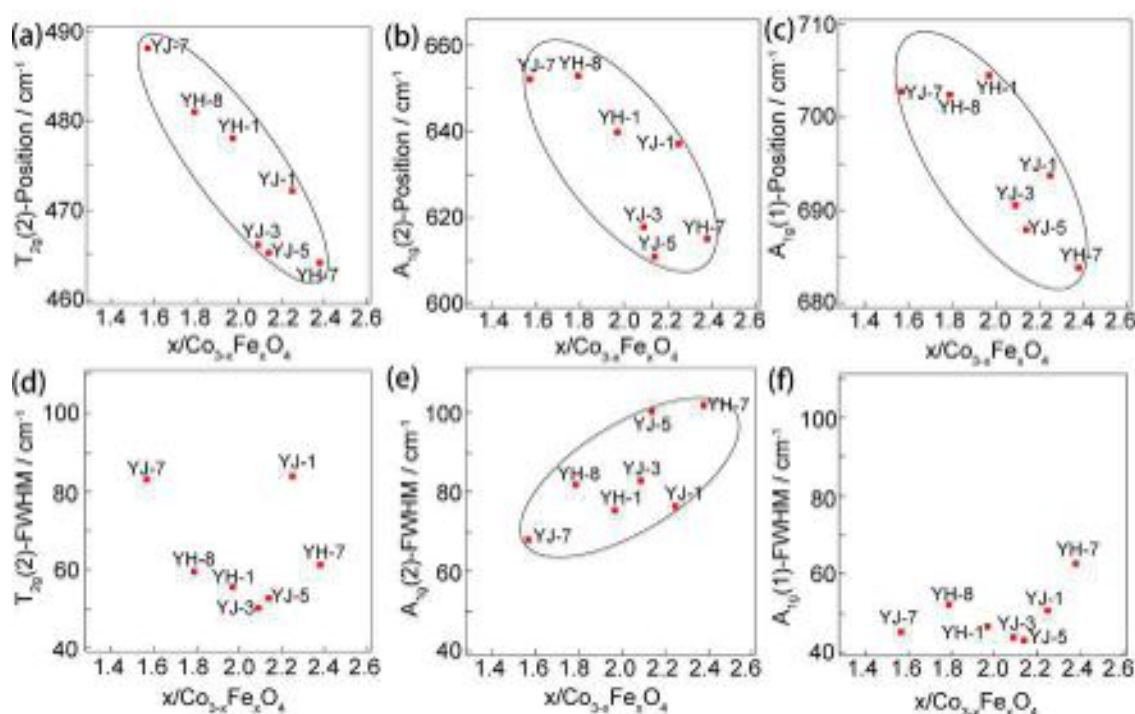 (a)
T2g(2)-Position / cm-1
490
480
470
460
YJ-7
YH-8
YH-1
YJ-1
YJ-3
YJ-5
YH-7
1.4 1.6 1.8 2.0 2.2 2.4 2.6
x/Co3-xFexO4
(b)
A1g(2)-Position / cm-1
660
640
620
600
YJ-7
YH-8
YH-1
YJ-1
YJ-3
YJ-5
YH-7
1.4 1.6 1.8 2.0 2.2 2.4 2.6
x/Co3-xFexO4
(c)
A1g(1)-Position / cm-1
710
700
690
680
YJ-7
YH-8
YH-1
YJ-1
YJ-3
YJ-5
YH-7
1.4 1.6 1.8 2.0 2.2 2.4 2.6
x/Co3-xFexO4
(d)
T2g(2)-FWHM / cm-1
100
80
60
40
YJ-7
YJ-1
YH-8
YH-1
YH-7
YJ-3
YJ-5
1.4 1.6 1.8 2.0 2.2 2.4 2.6
x/Co3-xFexO4
(e)
A1g(2)-FWHM / cm-1
100
80
60
40
YH-7
YJ-5
YH-8
YJ-3
YH-1
YJ-1
YJ-7
1.4 1.6 1.8 2.0 2.2 2.4 2.6
x/Co3-xFexO4
(f)
A1g(1)-FWHM / cm-1
100
80
60
40
YH-7
YH-8
YJ-1
YJ-7
YH-1
YJ-3
YJ-5
1.4 1.6 1.8 2.0 2.2 2.4 2.6
x/Co3-xFexO4